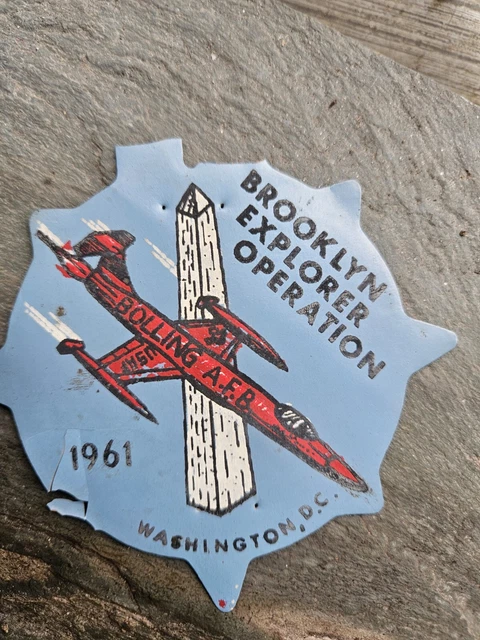 BROOKLYN
EXPLORER
OPERATION
BOLLING A.F.B
1961
WASHINGTON, D.C.